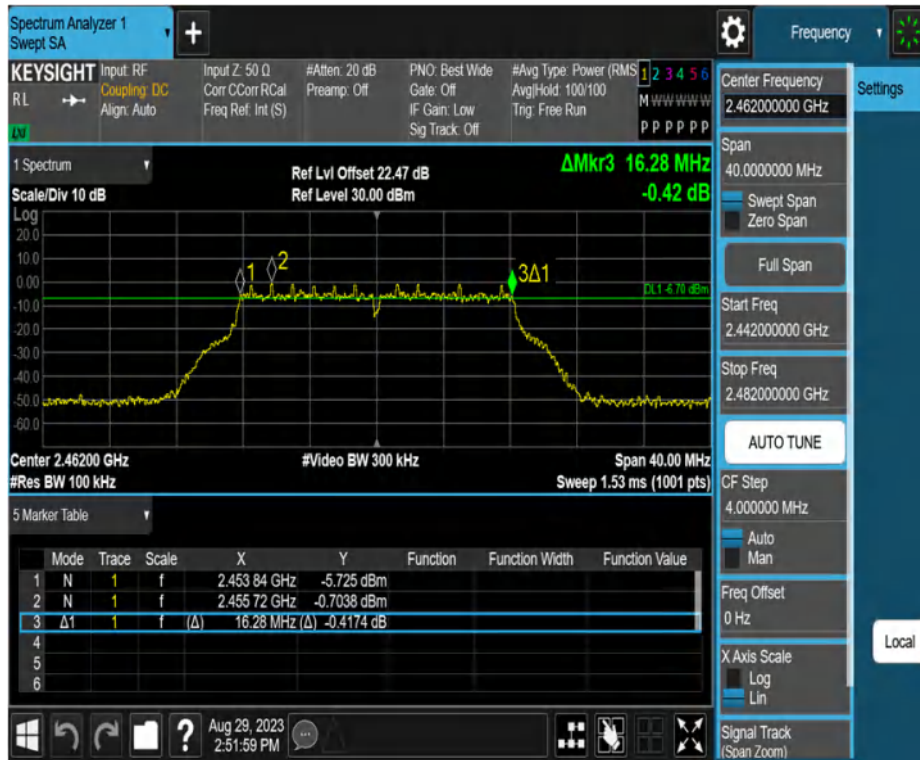 Spectrum Analyzer 1
Swept SA
+
Frequency
KEYSIGHT
RL
LXI
Input: RF
Coupling: DC
Align: Auto
Input Z: 50 Ω
Corr CCorr RCal
Freq Ref: Int (S)
#Atten: 20 dB
Preamp: Off
PNO: Best Wide
Gate: Off
IF Gain: Low
Sig Track: Off
#Avg Type: Power (RMS
Avg|Hold: 100/100
Trig: Free Run
1 2 3 4 5 6
M W W W W W
P P P P P P
Center Frequency
2.462000000 GHz
Settings
1 Spectrum
Scale/Div 10 dB
Ref Lvl Offset 22.47 dB
Ref Level 30.00 dBm
ΔMkr3 16.28 MHz
-0.42 dB
Log
20.0
10.0
0.00
-10.0
-20.0
-30.0
-40.0
-50.0
-60.0
1
2
3Δ1
DL1 -6.70 dBm
Center 2.46200 GHz
#Res BW 100 kHz
#Video BW 300 kHz
Span 40.00 MHz
Sweep 1.53 ms (1001 pts)
Span
40.0000000 MHz
Swept Span
Zero Span
Full Span
Start Freq
2.442000000 GHz
Stop Freq
2.482000000 GHz
AUTO TUNE
CF Step
4.000000 MHz
Auto
Man
Freq Offset
0 Hz
X Axis Scale
Log
Lin
Signal Track
(Span Zoom)
Local
5 Marker Table
Mode Trace Scale X Y Function Function Width Function Value
1 N 1 f 2.453 84 GHz -5.725 dBm
2 N 1 f 2.455 72 GHz -0.7038 dBm
3 Δ1 1 f (Δ) 16.28 MHz (Δ) -0.4174 dB
4
5
6
?
Aug 29, 2023
2:51:59 PM